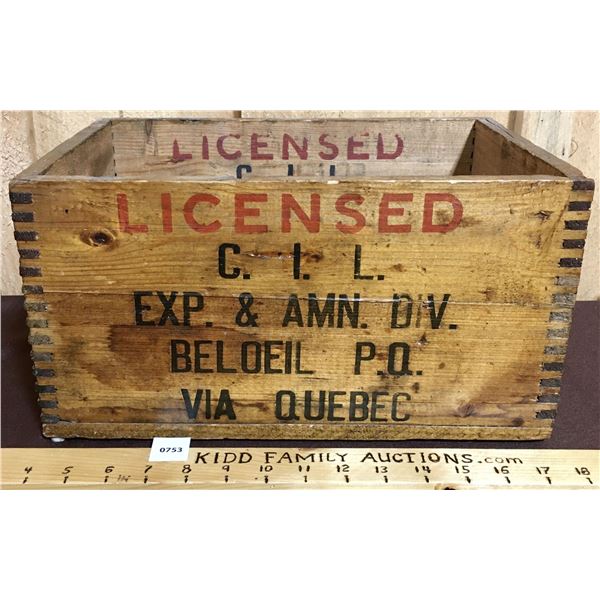 LICENSED
C. I. L.
LICENSED
C. I. L.
EXP. & AMN. DIV.
BELOEIL P.Q.
VIA QUEBEC
0753
KIDD FAMILY AUCTIONS.com
4 5 6 7 8 9 10 11 12 13 14 15 16 17 18